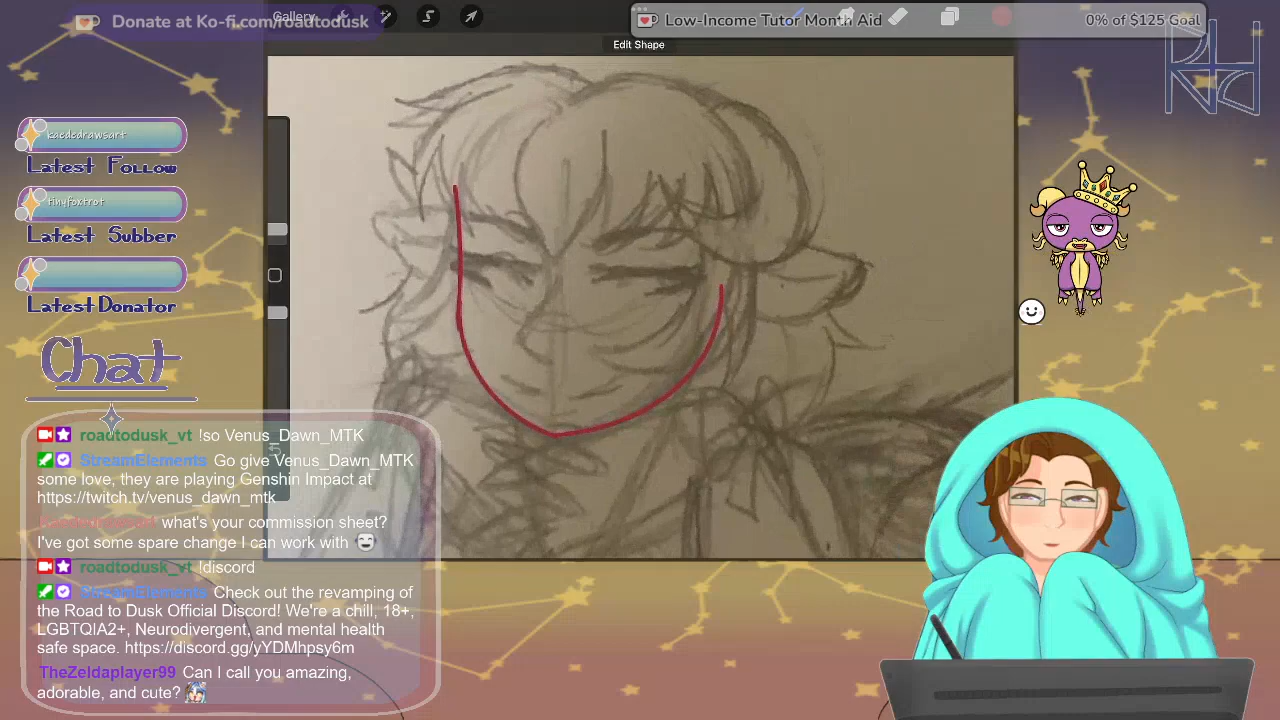 Gallery
Donate at Ko-fi.com/roadtodusk
Low-Income Tutor Month Aid
0% of $125 Goal
Edit Shape
kaededrawsart
Latest Follow
tinyfoxtrot
Latest Subber
Latest Donator
Chat
roadtodusk_vt !so Venus_Dawn_MTK
StreamElements Go give Venus_Dawn_MTK
some love, they are playing Genshin Impact at
https://twitch.tv/venus_dawn_mtk
what's your commission sheet?
I've got some spare change I can work with
roadtodusk_vt !discord
StreamElements Check out the revamping of
the Road to Dusk Official Discord! We're a chill, 18+,
LGBTQIA2+, Neurodivergent, and mental health
safe space. https://discord.gg/yYDMhpsy6m
TheZeldaplayer99 Can I call you amazing,
adorable, and cute?